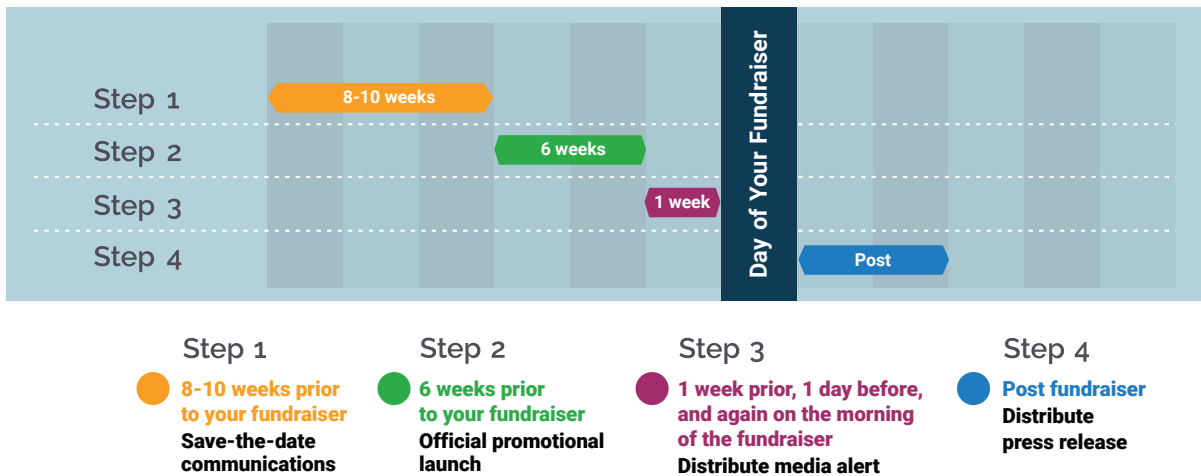 Step 1
8-10 weeks
Step 2
6 weeks
Step 3
1 week
Step 4
Post
Day of Your Fundraiser
Step 1
8-10 weeks prior
to your fundraiser
Save-the-date
communications
Step 2
6 weeks prior
to your fundraiser
Official promotional
launch
Step 3
1 week prior, 1 day before,
and again on the morning
of the fundraiser
Distribute media alert
Step 4
Post fundraiser
Distribute
press release